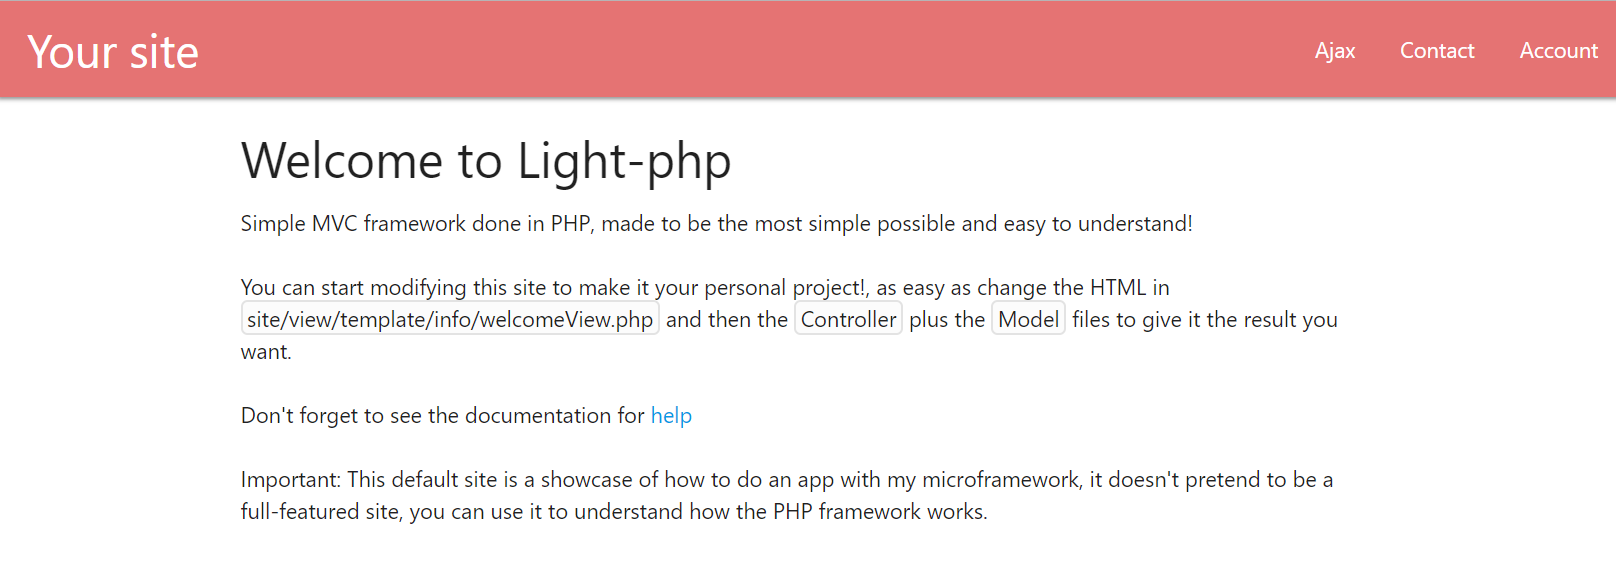 Your site
Ajax
Contact
Account
Welcome to Light-php
Simple MVC framework done in PHP, made to be the most simple possible and easy to understand!
You can start modifying this site to make it your personal project!, as easy as change the HTML in
site/view/template/info/welcomeView.php and then the Controller plus the Model files to give it the result you
want.
Don't forget to see the documentation for help
Important: This default site is a showcase of how to do an app with my microframework, it doesn't pretend to be a
full-featured site, you can use it to understand how the PHP framework works.